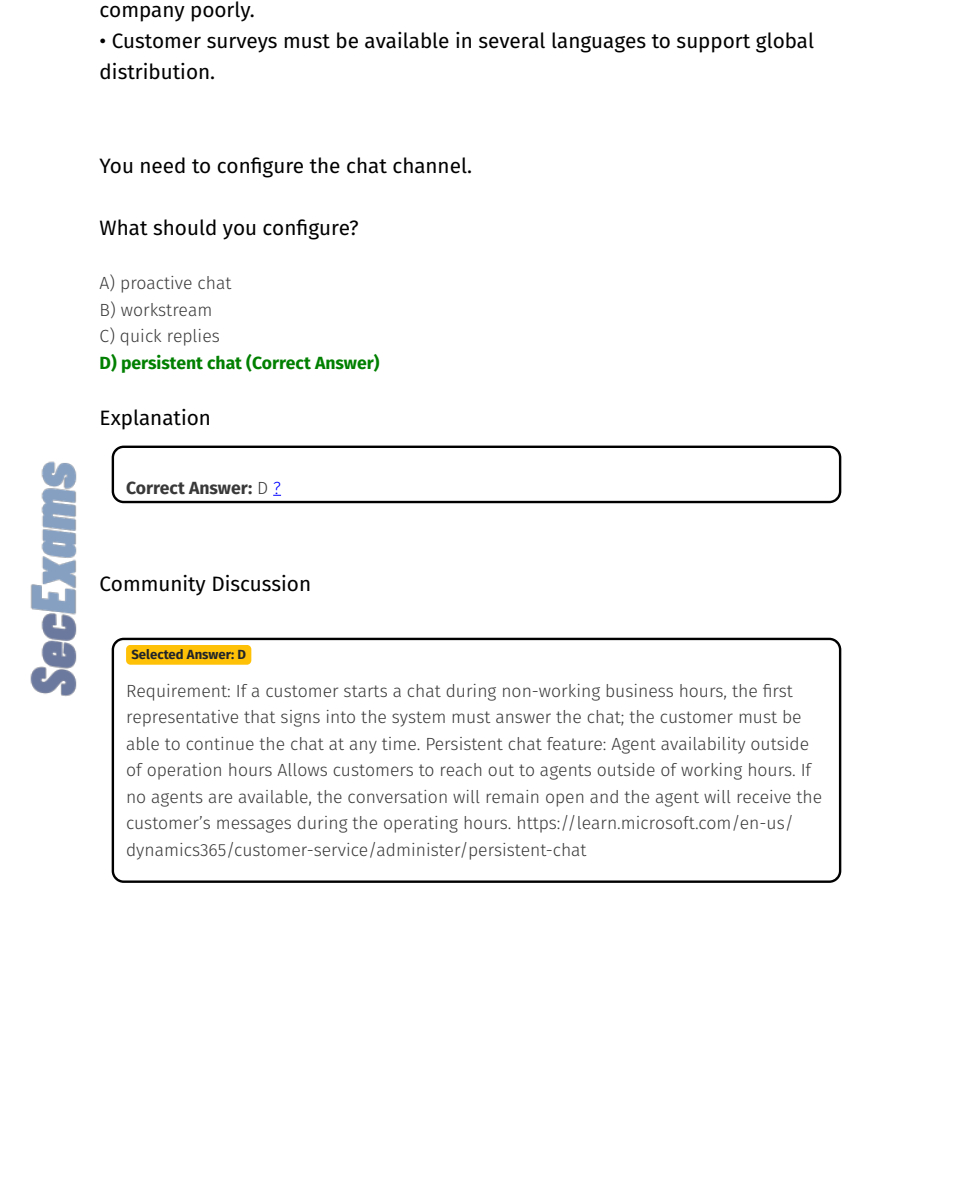 company poorly.
• Customer surveys must be available in several languages to support global
distribution.
You need to configure the chat channel.
What should you configure?
A) proactive chat
B) workstream
C) quick replies
D) persistent chat (Correct Answer)
Explanation
Correct Answer: D ?
SecExams
Community Discussion
Selected Answer: D
Requirement: If a customer starts a chat during non-working business hours, the first
representative that signs into the system must answer the chat; the customer must be
able to continue the chat at any time. Persistent chat feature: Agent availability outside
of operation hours Allows customers to reach out to agents outside of working hours. If
no agents are available, the conversation will remain open and the agent will receive the
customer’s messages during the operating hours. https://learn.microsoft.com/en-us/
dynamics365/customer-service/administer/persistent-chat